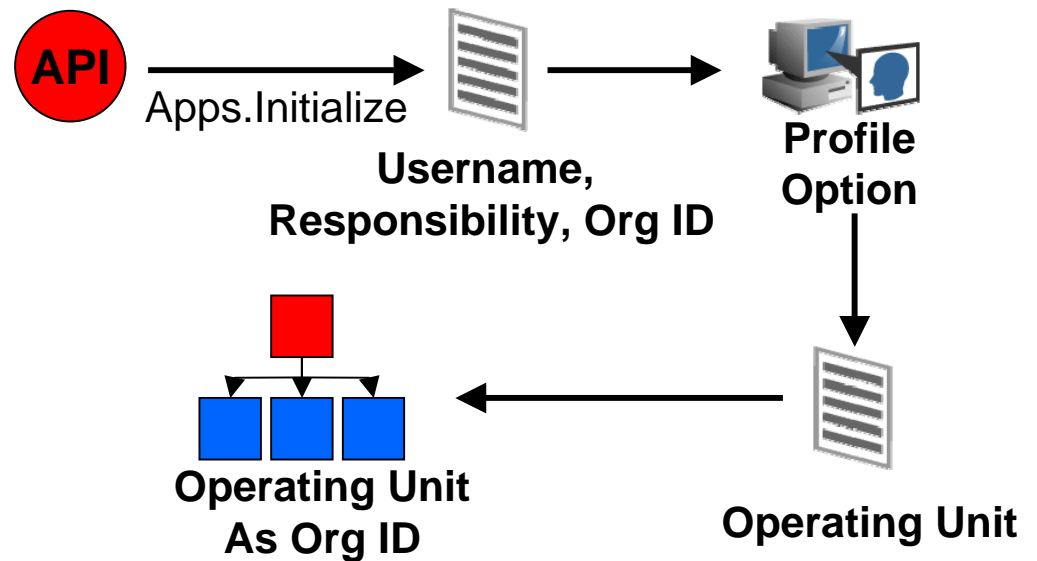 API
Apps.Initialize
Username,
Responsibility, Org ID
Profile
Option
Operating Unit
Operating Unit
As Org ID